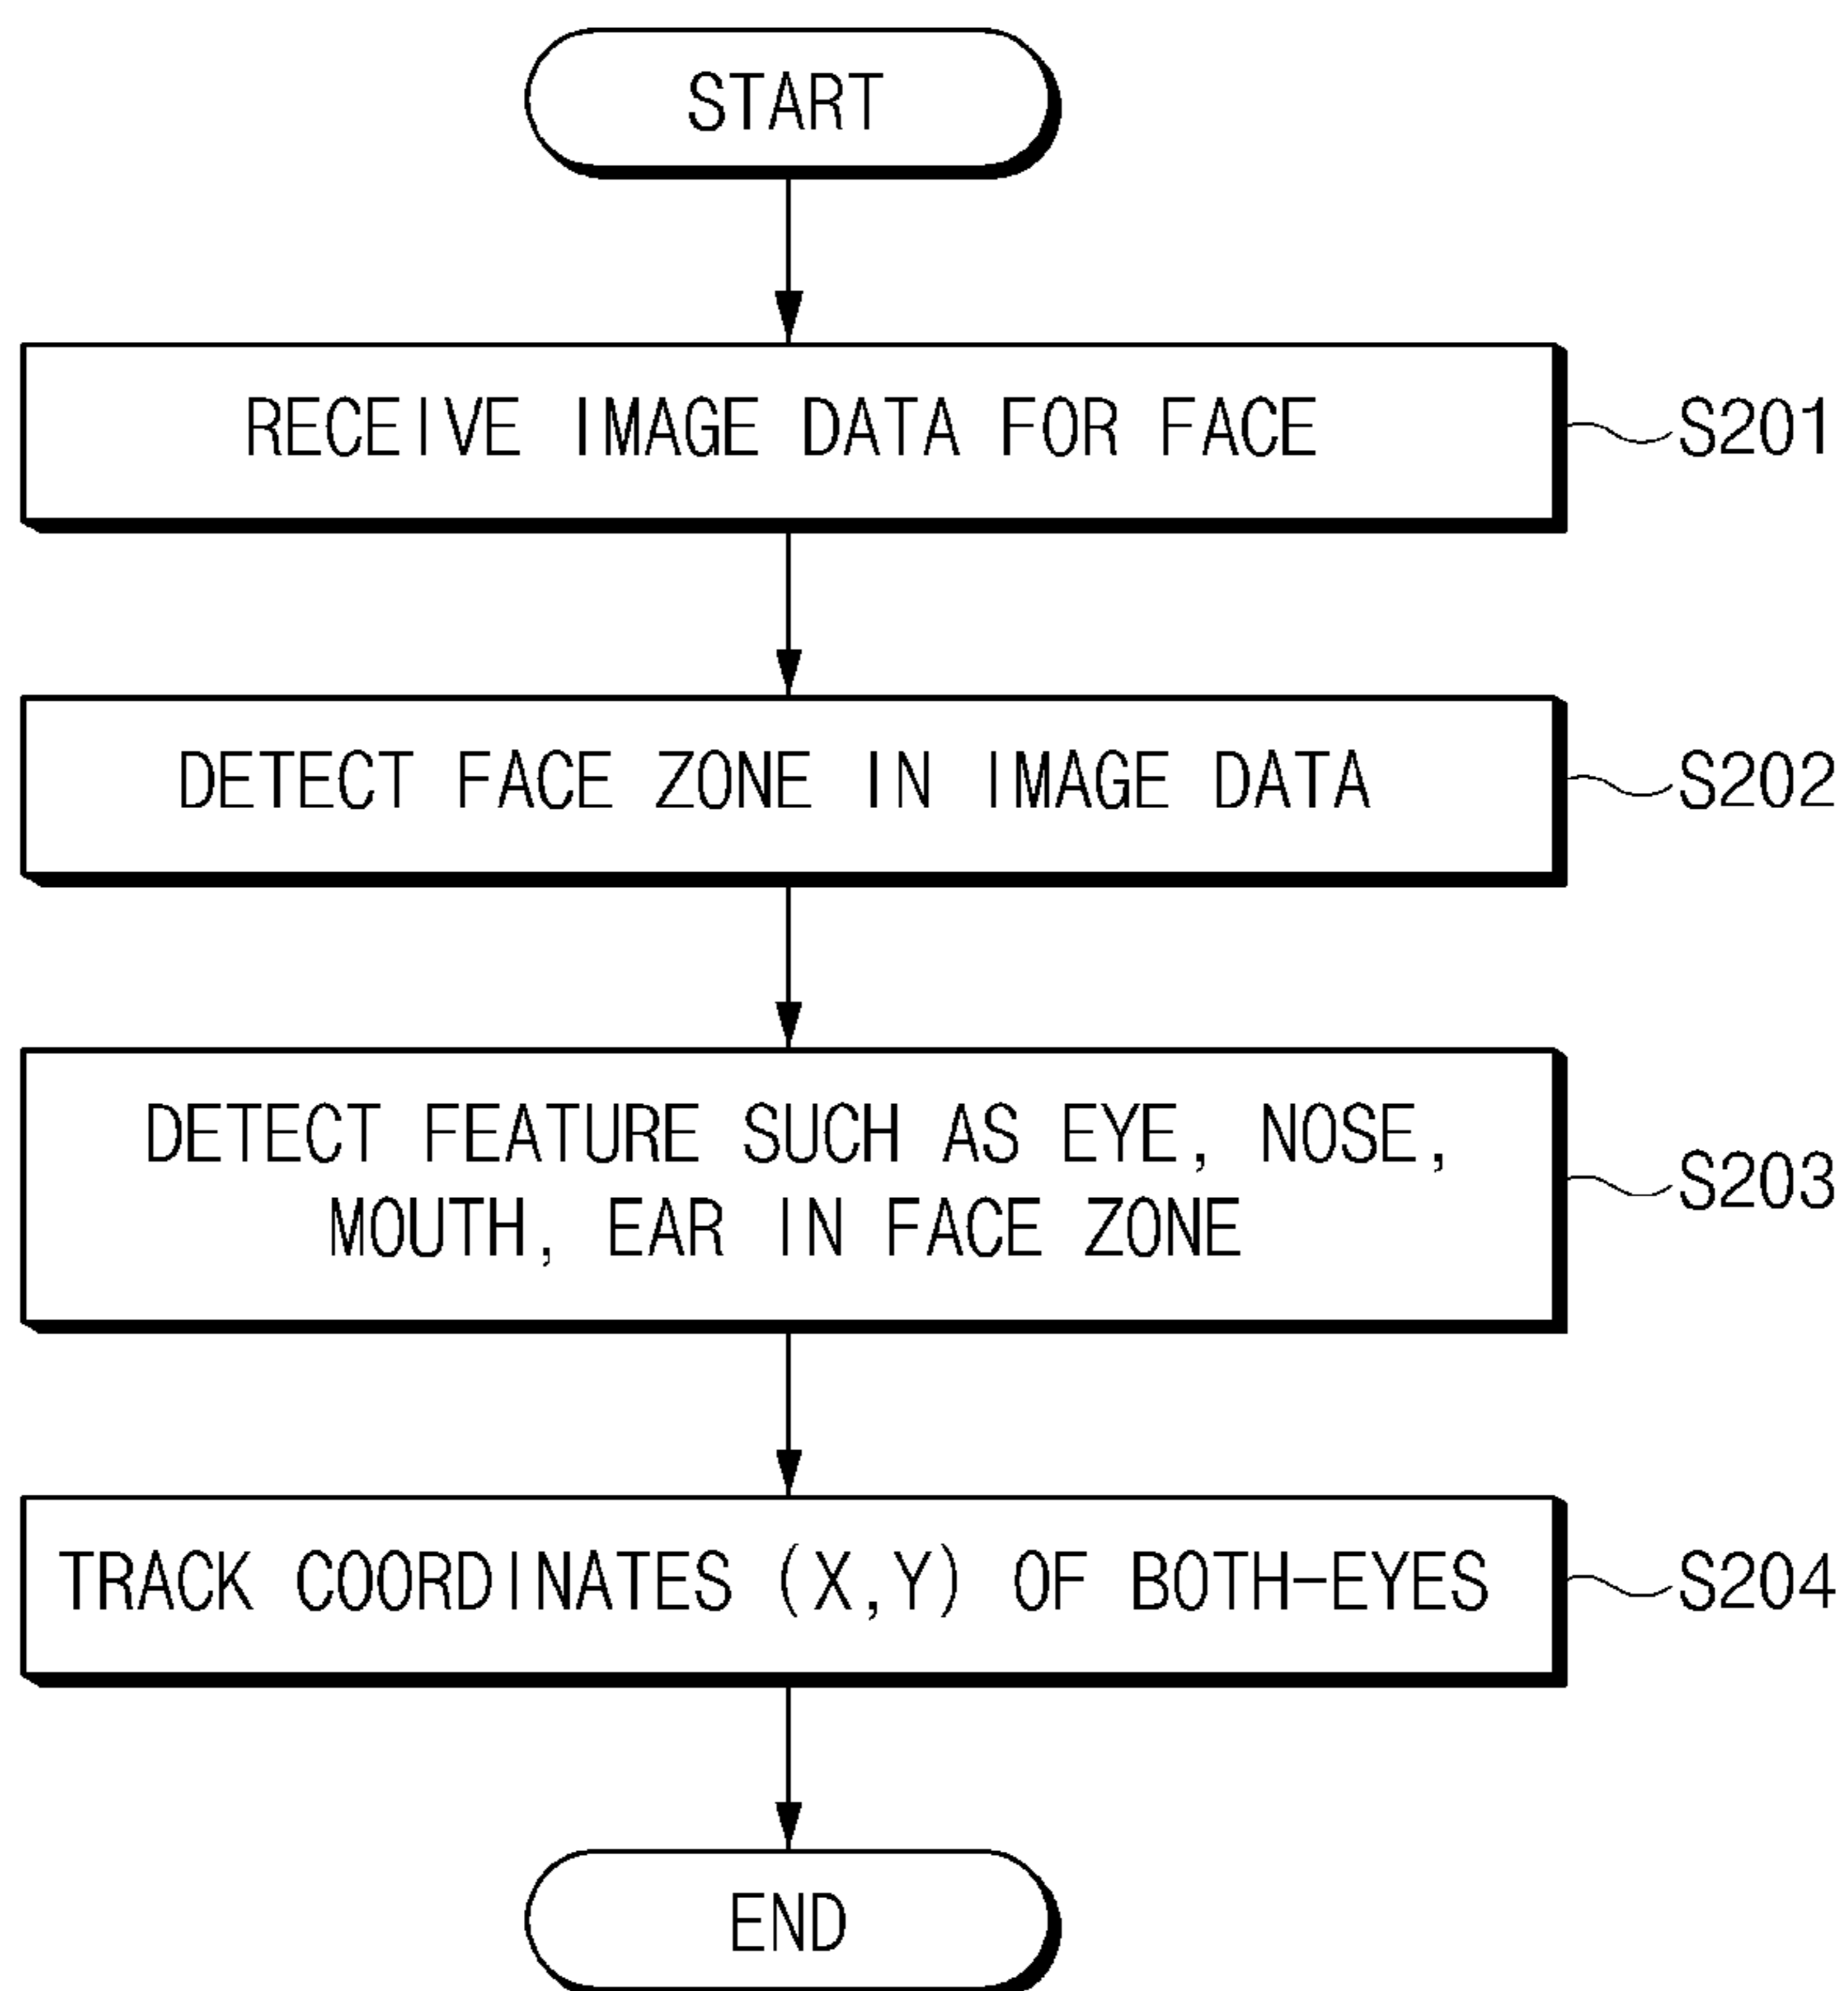 START
RECEIVE IMAGE DATA FOR FACE
S201
DETECT FACE ZONE IN IMAGE DATA
S202
DETECT FEATURE SUCH AS EYE, NOSE,
MOUTH, EAR IN FACE ZONE
S203
TRACK COORDINATES (X,Y) OF BOTH-EYES
S204
END